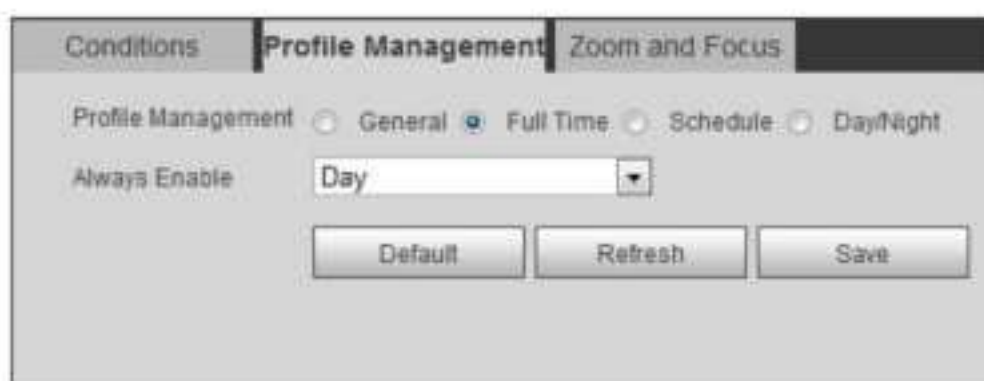 Conditions Profile Management Zoom and Focus
Profile Management General Full Time Schedule Day/Night
Always Enable Day
Default Refresh Save